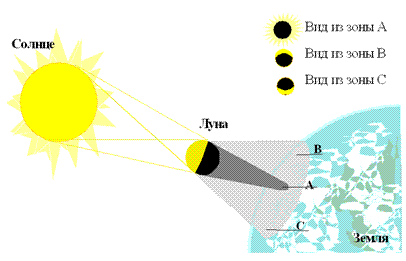 Солнце
Вид из зоны А
Вид из зоны В
Вид из зоны С
Луна
В
А
С
Земля